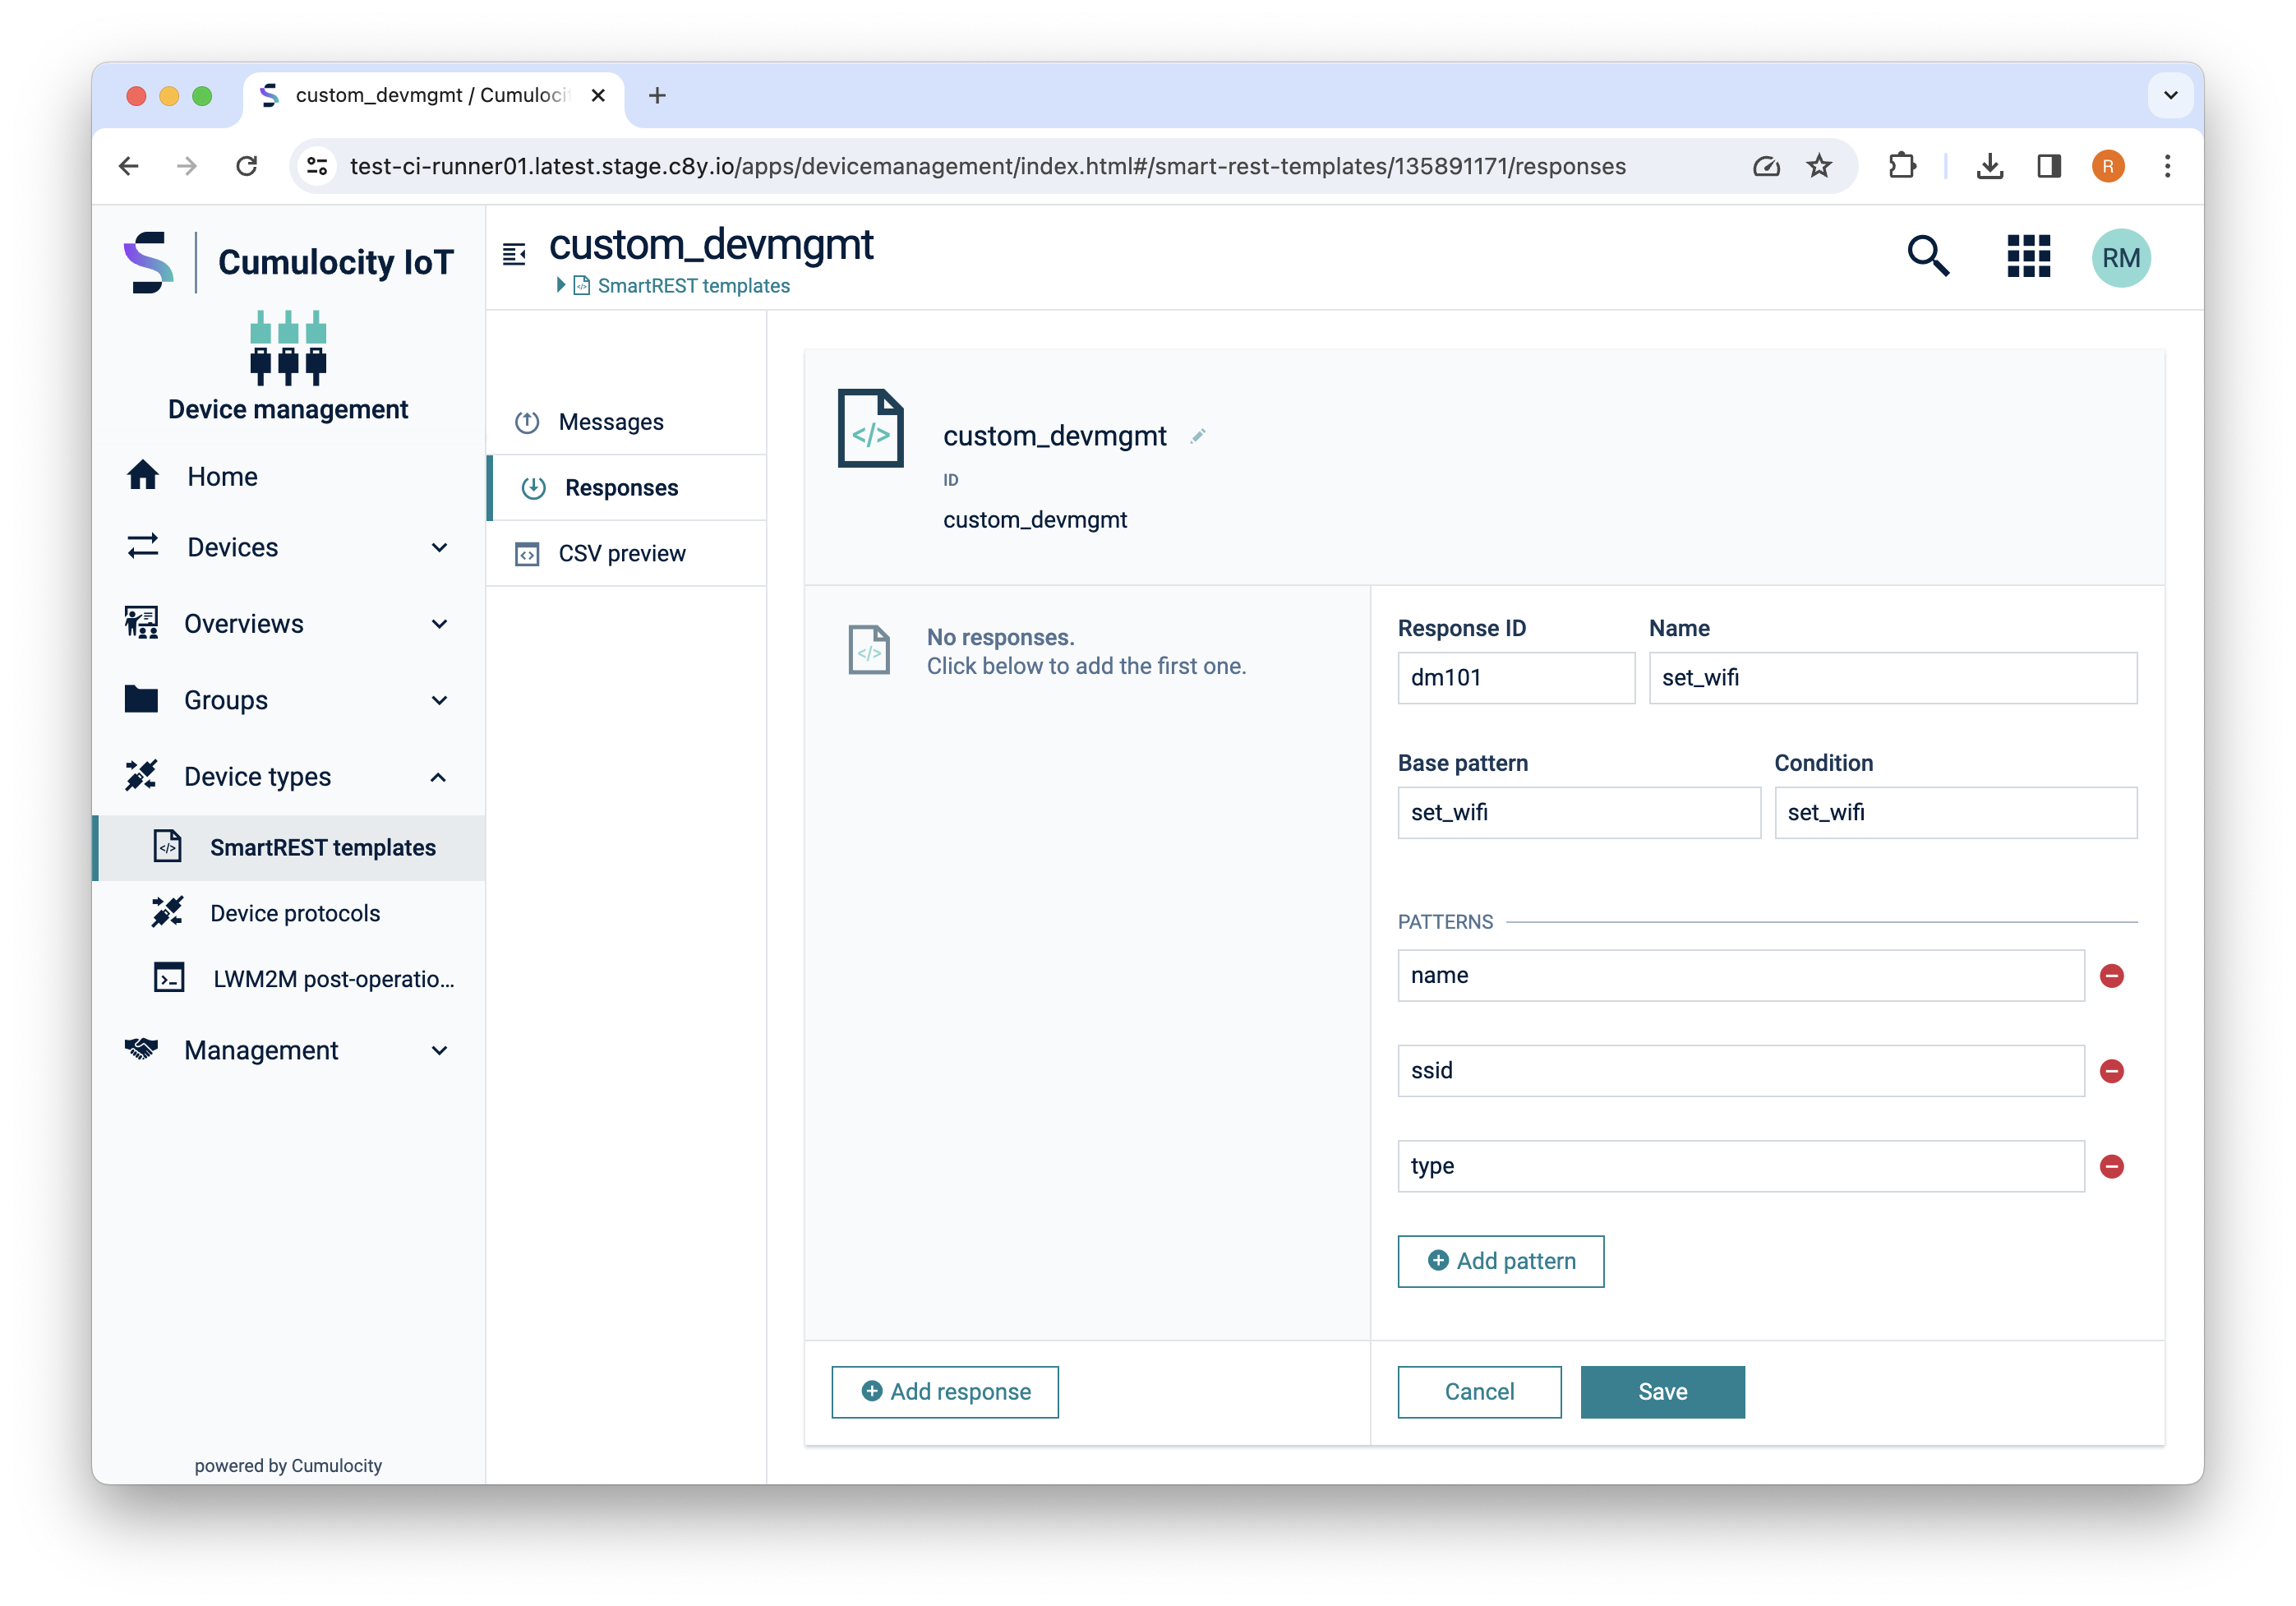 custom_devmgmt / Cumuloci
test-ci-runner01.latest.stage.c8y.io/apps/devicemanagement/index.html#/smart-rest-templates/135891171/responses
R
Cumulocity IoT
custom_devmgmt
SmartREST templates
RM
Device management
Home
Devices
Overviews
Groups
Device types
SmartREST templates
Device protocols
LWM2M post-operatio...
Management
powered by Cumulocity
Messages
Responses
CSV preview
custom_devmgmt
ID
custom_devmgmt
No responses.
Click below to add the first one.
Add response
Response ID Name
dm101 set_wifi
Base pattern Condition
set_wifi set_wifi
PATTERNS
name
ssid
type
Add pattern
Cancel Save